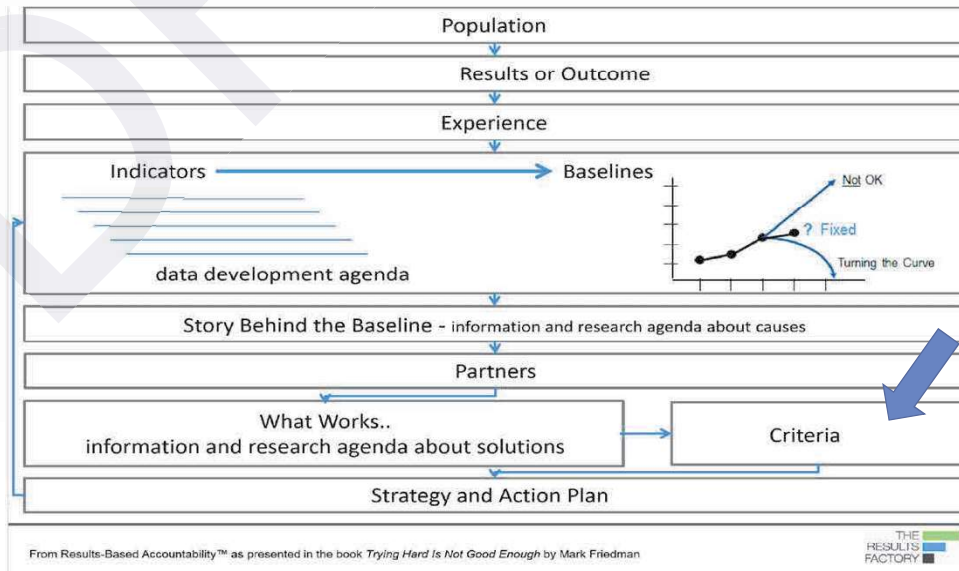 Population
Results or Outcome
Experience
Indicators
Baselines
Not OK
? Fixed
Turning the Curve
data development agenda
Story Behind the Baseline - information and research agenda about causes
Partners
What Works..
information and research agenda about solutions
Criteria
Strategy and Action Plan
From Results-Based Accountability™ as presented in the book Trying Hard Is Not Good Enough by Mark Friedman
THE
RESULTS
FACTORY